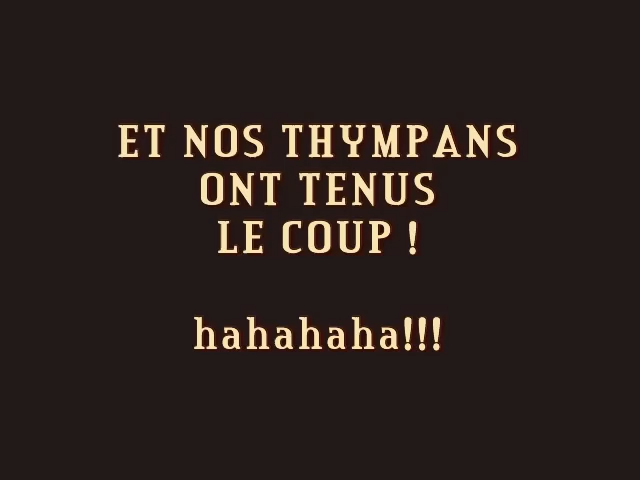 ET NOS THYMPANS
ONT TENUS
LE COUP !
hahahaha!!!